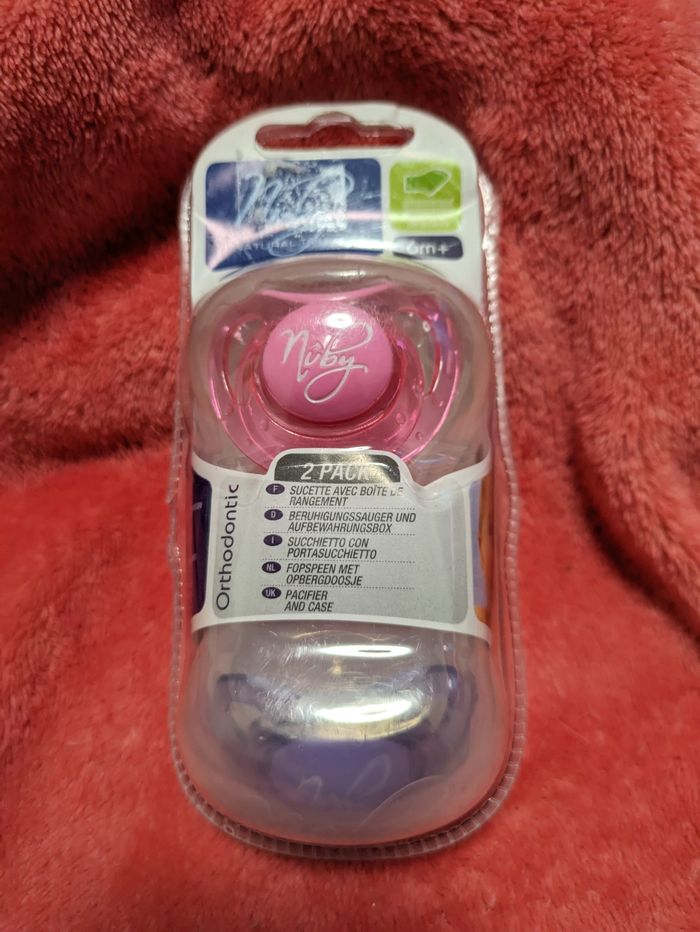 Nûby
NATURAL
6m+
Nûby
2 PACK
Orthodontic
F SUCETTE AVEC BOÎTE DE
RANGEMENT
D BERUHIGUNGSSAUGER UND
AUFBEWAHRUNGSBOX
I SUCCHIETTO CON
PORTASUCCHIETTO
NL FOPSPEEN MET
OPBERGDOOSJE
UK PACIFIER
AND CASE